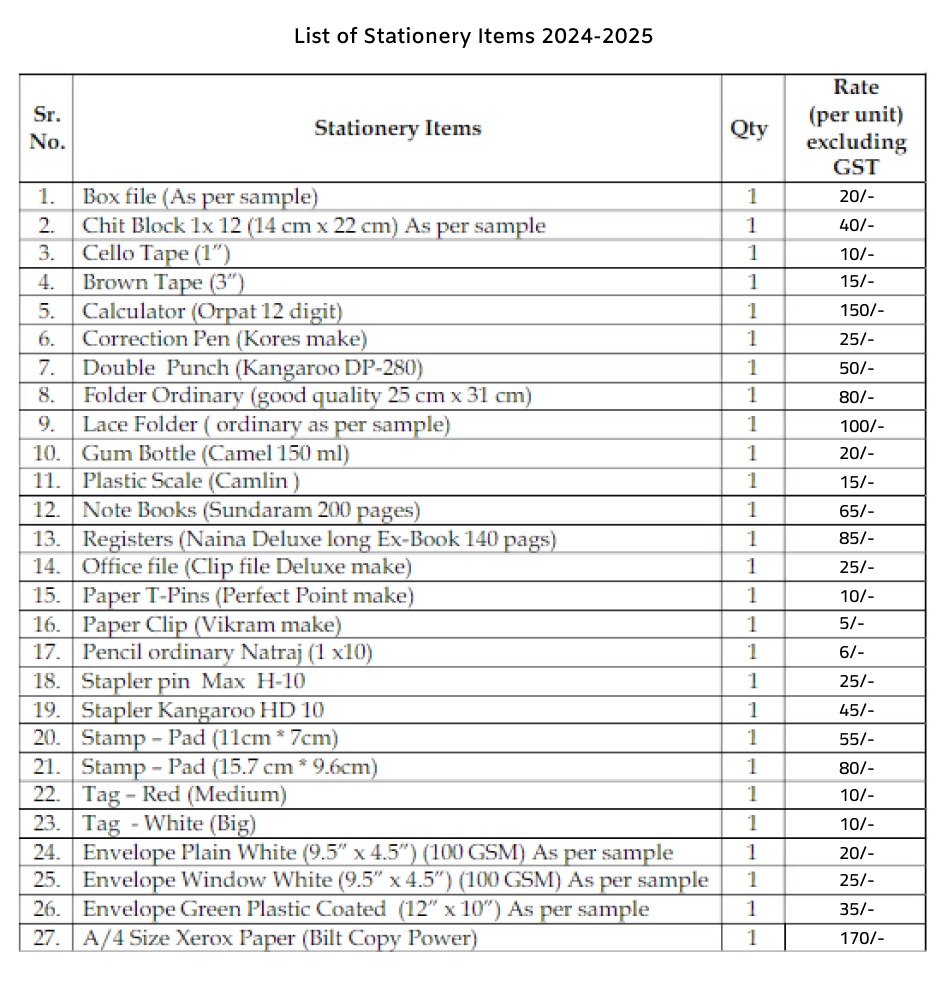 List of Stationery Items 2024-2025
Sr. No. Stationery Items Qty Rate (per unit) excluding GST
1. Box file (As per sample) 1 20/-
2. Chit Block 1x 12 (14 cm x 22 cm) As per sample 1 40/-
3. Cello Tape (1”) 1 10/-
4. Brown Tape (3”) 1 15/-
5. Calculator (Orpat 12 digit) 1 150/-
6. Correction Pen (Kores make) 1 25/-
7. Double Punch (Kangaroo DP-280) 1 50/-
8. Folder Ordinary (good quality 25 cm x 31 cm) 1 80/-
9. Lace Folder ( ordinary as per sample) 1 100/-
10. Gum Bottle (Camel 150 ml) 1 20/-
11. Plastic Scale (Camlin ) 1 15/-
12. Note Books (Sundaram 200 pages) 1 65/-
13. Registers (Naina Deluxe long Ex-Book 140 pags) 1 85/-
14. Office file (Clip file Deluxe make) 1 25/-
15. Paper T-Pins (Perfect Point make) 1 10/-
16. Paper Clip (Vikram make) 1 5/-
17. Pencil ordinary Natraj (1 x10) 1 6/-
18. Stapler pin Max H-10 1 25/-
19. Stapler Kangaroo HD 10 1 45/-
20. Stamp – Pad (11cm * 7cm) 1 55/-
21. Stamp – Pad (15.7 cm * 9.6cm) 1 80/-
22. Tag – Red (Medium) 1 10/-
23. Tag - White (Big) 1 10/-
24. Envelope Plain White (9.5” x 4.5”) (100 GSM) As per sample 1 20/-
25. Envelope Window White (9.5” x 4.5”) (100 GSM) As per sample 1 25/-
26. Envelope Green Plastic Coated (12” x 10”) As per sample 1 35/-
27. A/4 Size Xerox Paper (Bilt Copy Power) 1 170/-